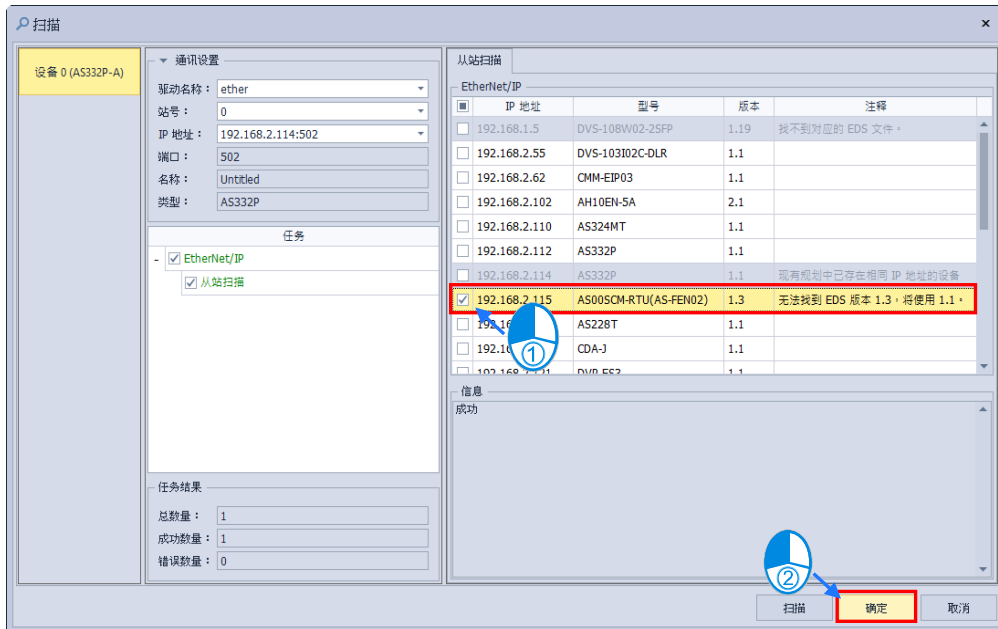 扫描
设备 0 (AS332P-A)
通讯设置
驱动名称： ether
站号： 0
IP 地址： 192.168.2.114:502
端口： 502
名称： Untitled
类型： AS332P
任务
EtherNet/IP
从站扫描
任务结果
总数量： 1
成功数量： 1
错误数量： 0
从站扫描
EtherNet/IP
IP 地址 型号 版本 注释
192.168.1.5 DVS-108W02-2SFP 1.19 找不到对应的 EDS 文件。
192.168.2.55 DVS-103I02C-DLR 1.1
192.168.2.62 CMM-EIP03 1.1
192.168.2.102 AH10EN-5A 2.1
192.168.2.110 AS324MT 1.1
192.168.2.112 AS332P 1.1
192.168.2.114 AS332P 1.1 现有规划中已存在相同 IP 地址的设备
192.168.2.115 AS00SCM-RTU(AS-FEN02) 1.3 无法找到 EDS 版本 1.3，将使用 1.1。
AS228T 1.1
CDA-J 1.1
①
信息
成功
②
扫描 确定 取消